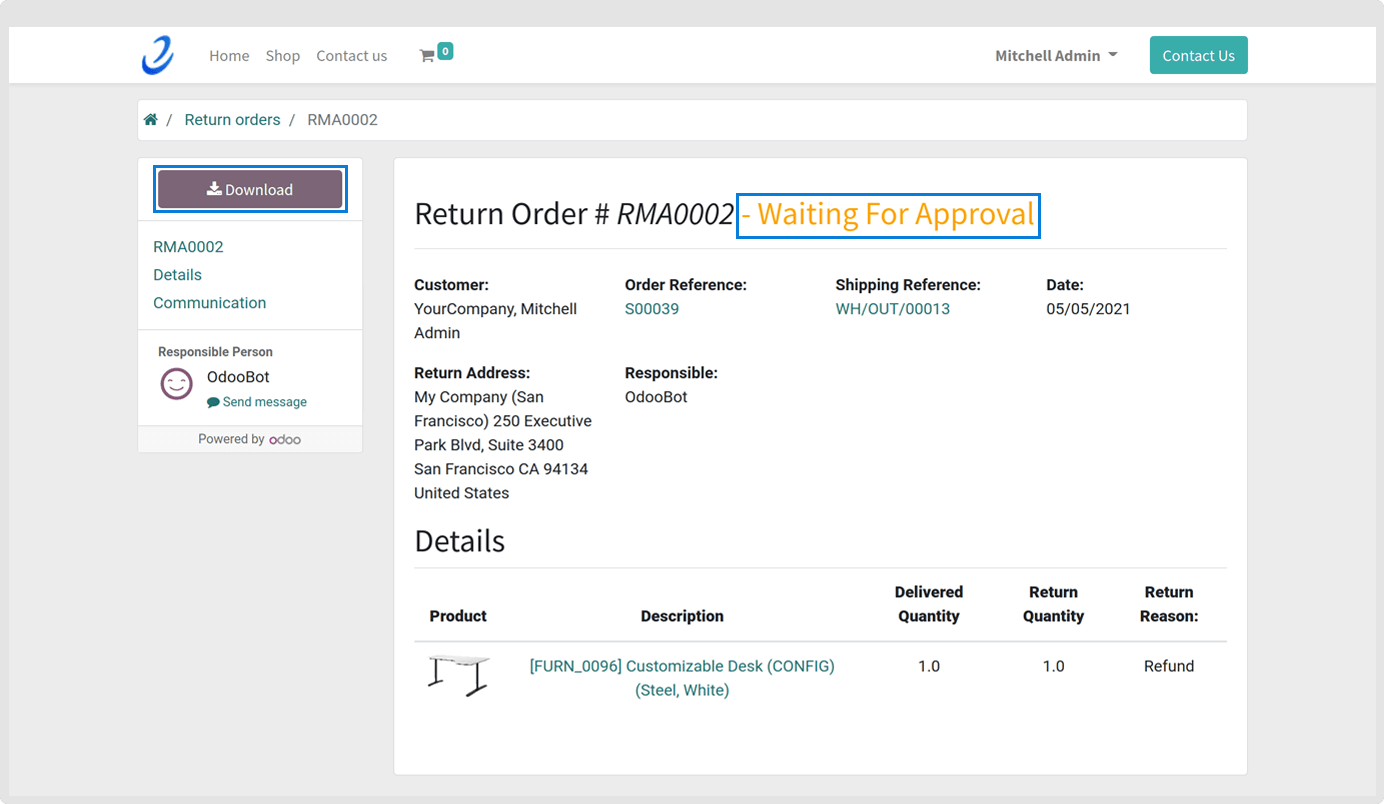 Home Shop Contact us 0 Mitchell Admin Contact Us
/ Return orders / RMA0002
Download
RMA0002
Details
Communication
Responsible Person
OdooBot
Send message
Powered by odoo
Return Order # RMA0002 - Waiting For Approval
Customer: Order Reference: Shipping Reference: Date:
YourCompany, Mitchell S00039 WH/OUT/00013 05/05/2021
Admin
Return Address: Responsible:
My Company (San OdooBot
Francisco) 250 Executive
Park Blvd, Suite 3400
San Francisco CA 94134
United States
Details
Delivered Return Return
Product Description Quantity Quantity Reason:
[FURN_0096] Customizable Desk (CONFIG) 1.0 1.0 Refund
(Steel, White)